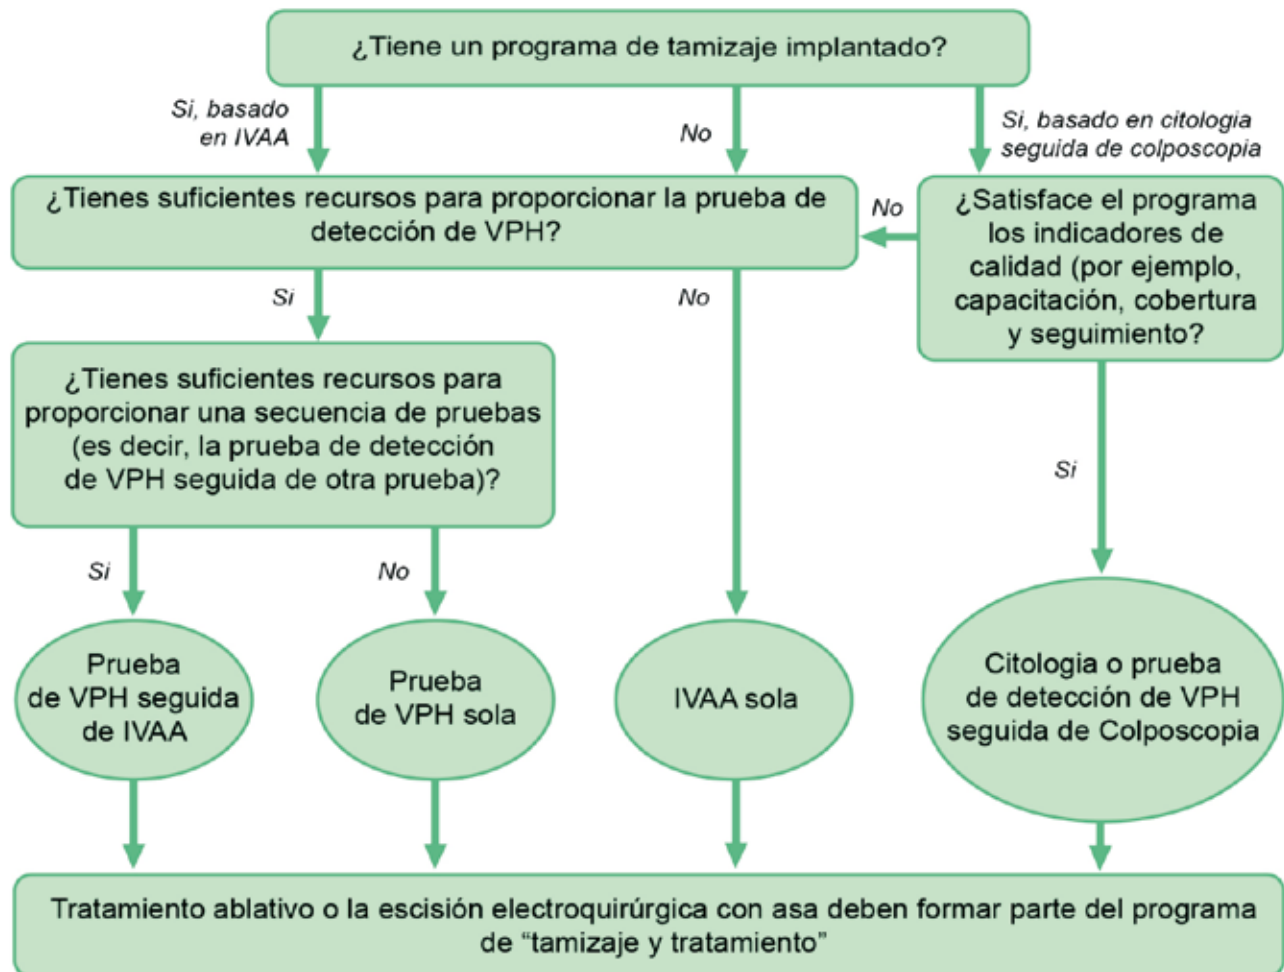 ¿Tiene un programa de tamizaje implantado?
Si, basado
en IVAA
No
Si, basado en citologia
seguida de colposcopia
¿Tienes suficientes recursos para proporcionar la prueba de
detección de VPH?
No
¿Satisface el programa
los indicadores de
calidad (por ejemplo,
capacitación, cobertura
y seguimiento?
Si
No
¿Tienes suficientes recursos para
proporcionar una secuencia de pruebas
(es decir, la prueba de detección
de VPH seguida de otra prueba)?
Si
Si
No
Prueba
de VPH seguida
de IVAA
Prueba
de VPH sola
IVAA sola
Citologia o prueba
de detección de VPH
seguida de Colposcopia
Tratamiento ablativo o la escisión electroquirúrgica con asa deben formar parte del programa
de “tamizaje y tratamiento”